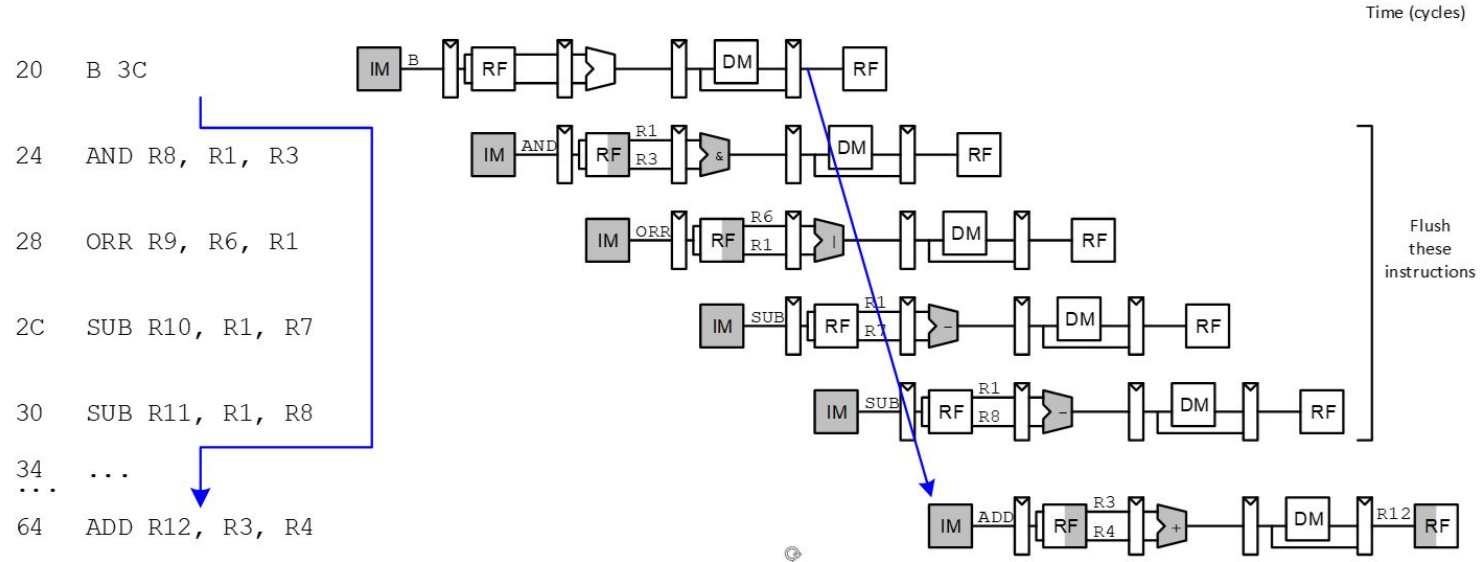 Time (cycles)
20 B 3C
IM B RF DM RF
24 AND R8, R1, R3
IM AND RF R1 R3 & DM RF
28 ORR R9, R6, R1
IM ORR RF R6 R1 | DM RF
2C SUB R10, R1, R7
IM SUB RF R1 R7 - DM RF
30 SUB R11, R1, R8
IM SUB RF R1 R8 - DM RF
Flush
these
instructions
34 ...
...
64 ADD R12, R3, R4
IM ADD RF R3 R4 + DM R12 RF